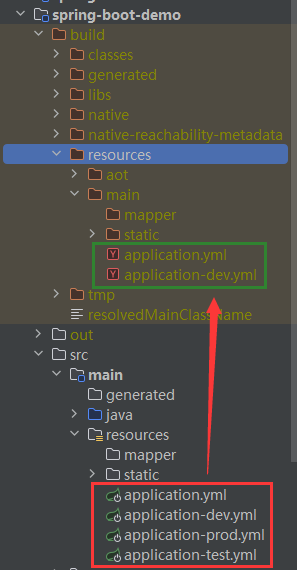 spring-boot-demo
build
classes
generated
libs
native
native-reachability-metadata
resources
aot
main
mapper
static
application.yml
application-dev.yml
tmp
resolvedMainClassName
out
src
main
generated
java
resources
mapper
static
application.yml
application-dev.yml
application-prod.yml
application-test.yml